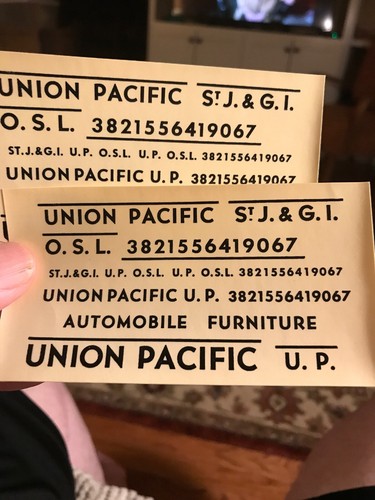 UNION PACIFIC ST J. & G. I.
O. S. L. 3821556419067
ST. J.&G.I. U.P. O.S.L. U.P. O.S.L. 3821556419067
UNION PACIFIC U. P. 3821556419067
UNION PACIFIC ST J. & G. I.
O. S. L. 3821556419067
ST. J.&G.I. U.P. O.S.L. U.P. O.S.L. 3821556419067
UNION PACIFIC U. P. 3821556419067
AUTOMOBILE FURNITURE
UNION PACIFIC U. P.